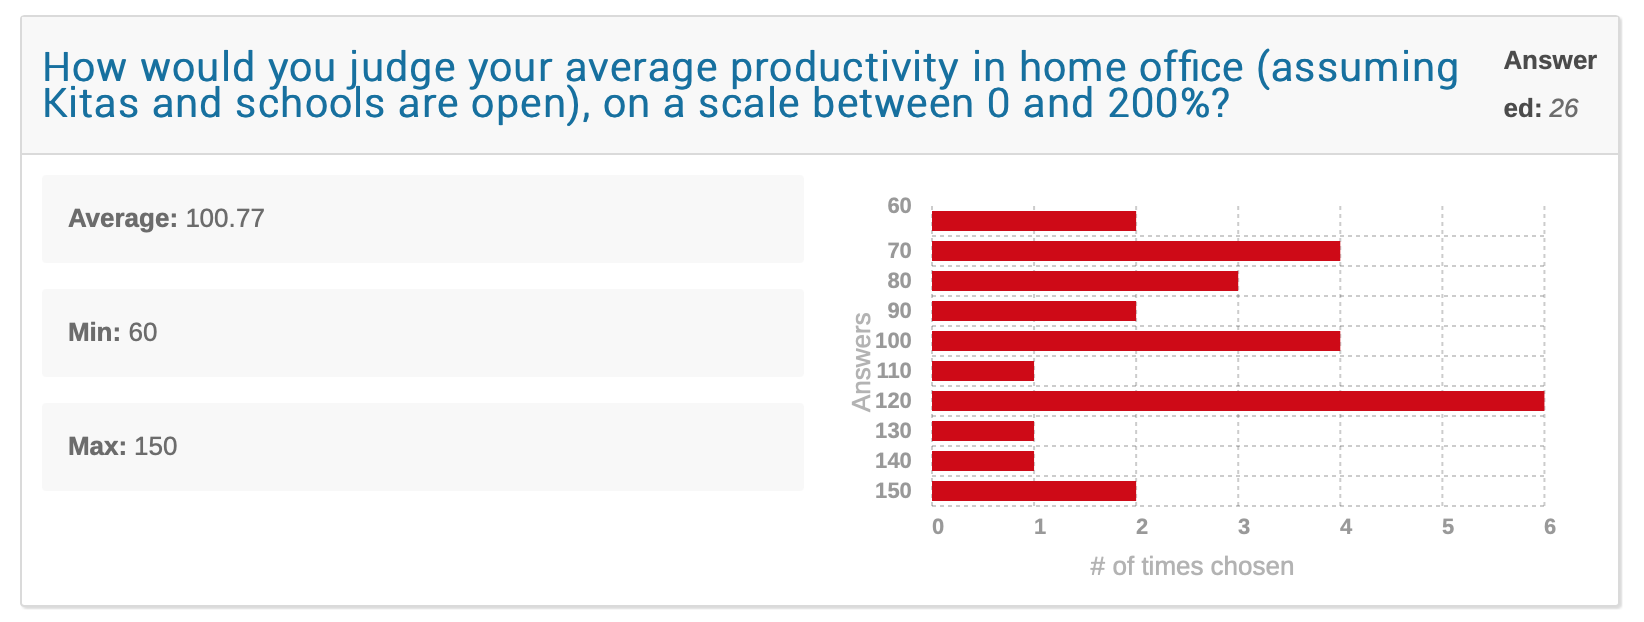 How would you judge your average productivity in home office (assuming
Kitas and schools are open), on a scale between 0 and 200%?
Answer
ed: 26
Average: 100.77
Min: 60
Max: 150
Answers
60
70
80
90
100
110
120
130
140
150
0 1 2 3 4 5 6
# of times chosen